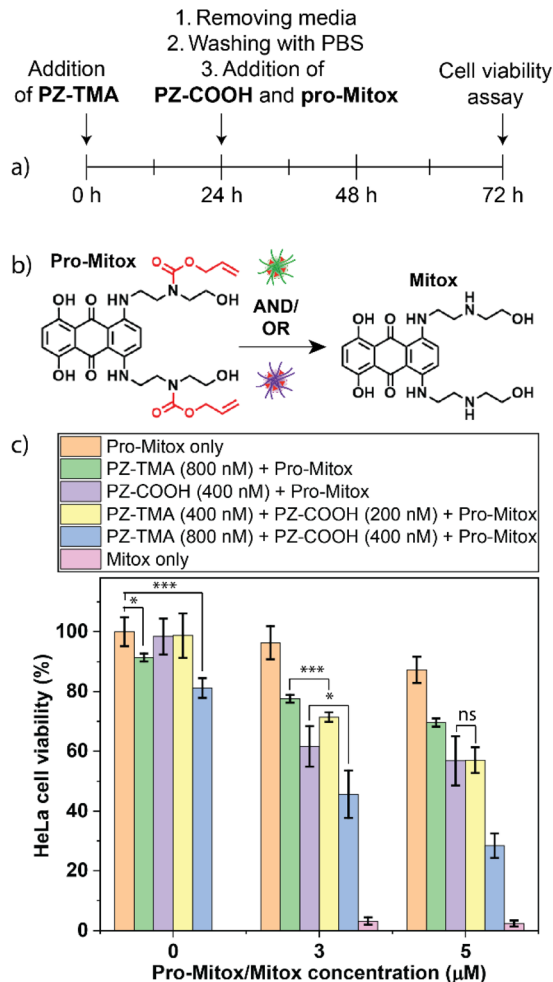 1. Removing media
2. Washing with PBS
3. Addition of
PZ-COOH and pro-Mitox
Addition
of PZ-TMA
Cell viability
assay
a)
0 h
24 h
48 h
72 h
b)
Pro-Mitox
O
O
N
OH
OH O HN
OH O HN
OH
N
O
O
AND/
OR
Mitox
H
N
OH
OH O HN
OH O HN
OH
N
H
c)
Pro-Mitox only
PZ-TMA (800 nM) + Pro-Mitox
PZ-COOH (400 nM) + Pro-Mitox
PZ-TMA (400 nM) + PZ-COOH (200 nM) + Pro-Mitox
PZ-TMA (800 nM) + PZ-COOH (400 nM) + Pro-Mitox
Mitox only
HeLa cell viability (%)
100
80
60
40
20
0
***
*
***
*
ns
0
3
5
Pro-Mitox/Mitox concentration (μM)